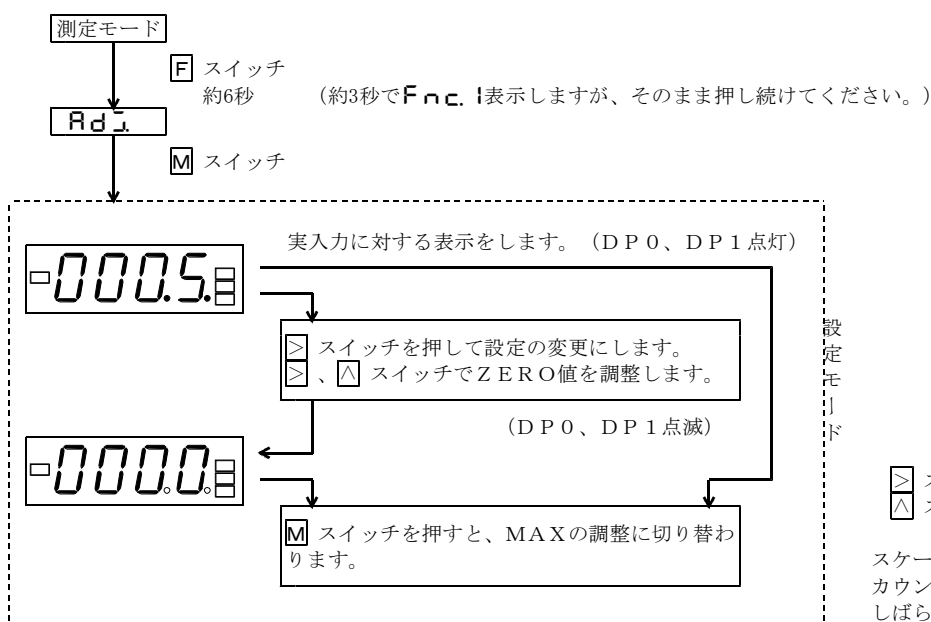 測定モード
F スイッチ
約6秒 (約3秒でFnc.1表示しますが、そのまま押し続けてください。)
Adj.
M スイッチ
実入力に対する表示をします。(DP0、DP1点灯)
-000.5.
> スイッチを押して設定の変更にします。
> 、∧ スイッチでZERO値を調整します。
設定モード
(DP0、DP1点滅)
-000.0.
M スイッチを押すと、MAXの調整に切り替わ
ります。
> ス
∧ ス
スケー
カウン
しばら